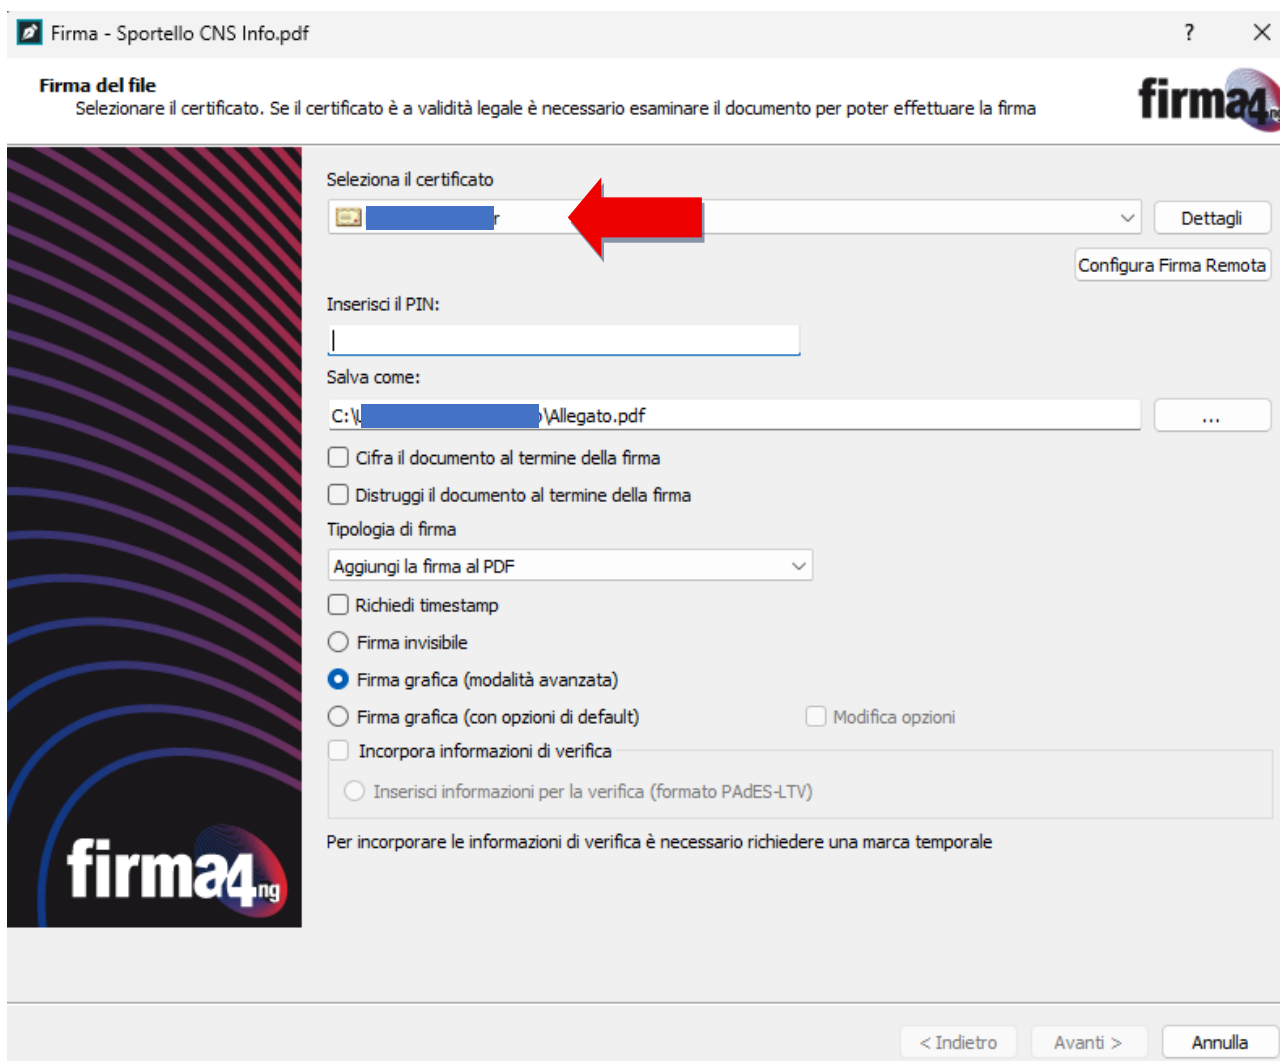 Firma - Sportello CNS Info.pdf
?
Firma del file
Selezionare il certificato. Se il certificato è a validità legale è necessario esaminare il documento per poter effettuare la firma
firma4ng
Seleziona il certificato
r
Dettagli
Configura Firma Remota
Inserisci il PIN:
Salva come:
C:\ \Allegato.pdf
...
Cifra il documento al termine della firma
Distruggi il documento al termine della firma
Tipologia di firma
Aggiungi la firma al PDF
Richiedi timestamp
Firma invisibile
Firma grafica (modalità avanzata)
Firma grafica (con opzioni di default)
Modifica opzioni
Incorpora informazioni di verifica
Inserisci informazioni per la verifica (formato PAdES-LTV)
Per incorporare le informazioni di verifica è necessario richiedere una marca temporale
firma4ng
< Indietro
Avanti >
Annulla